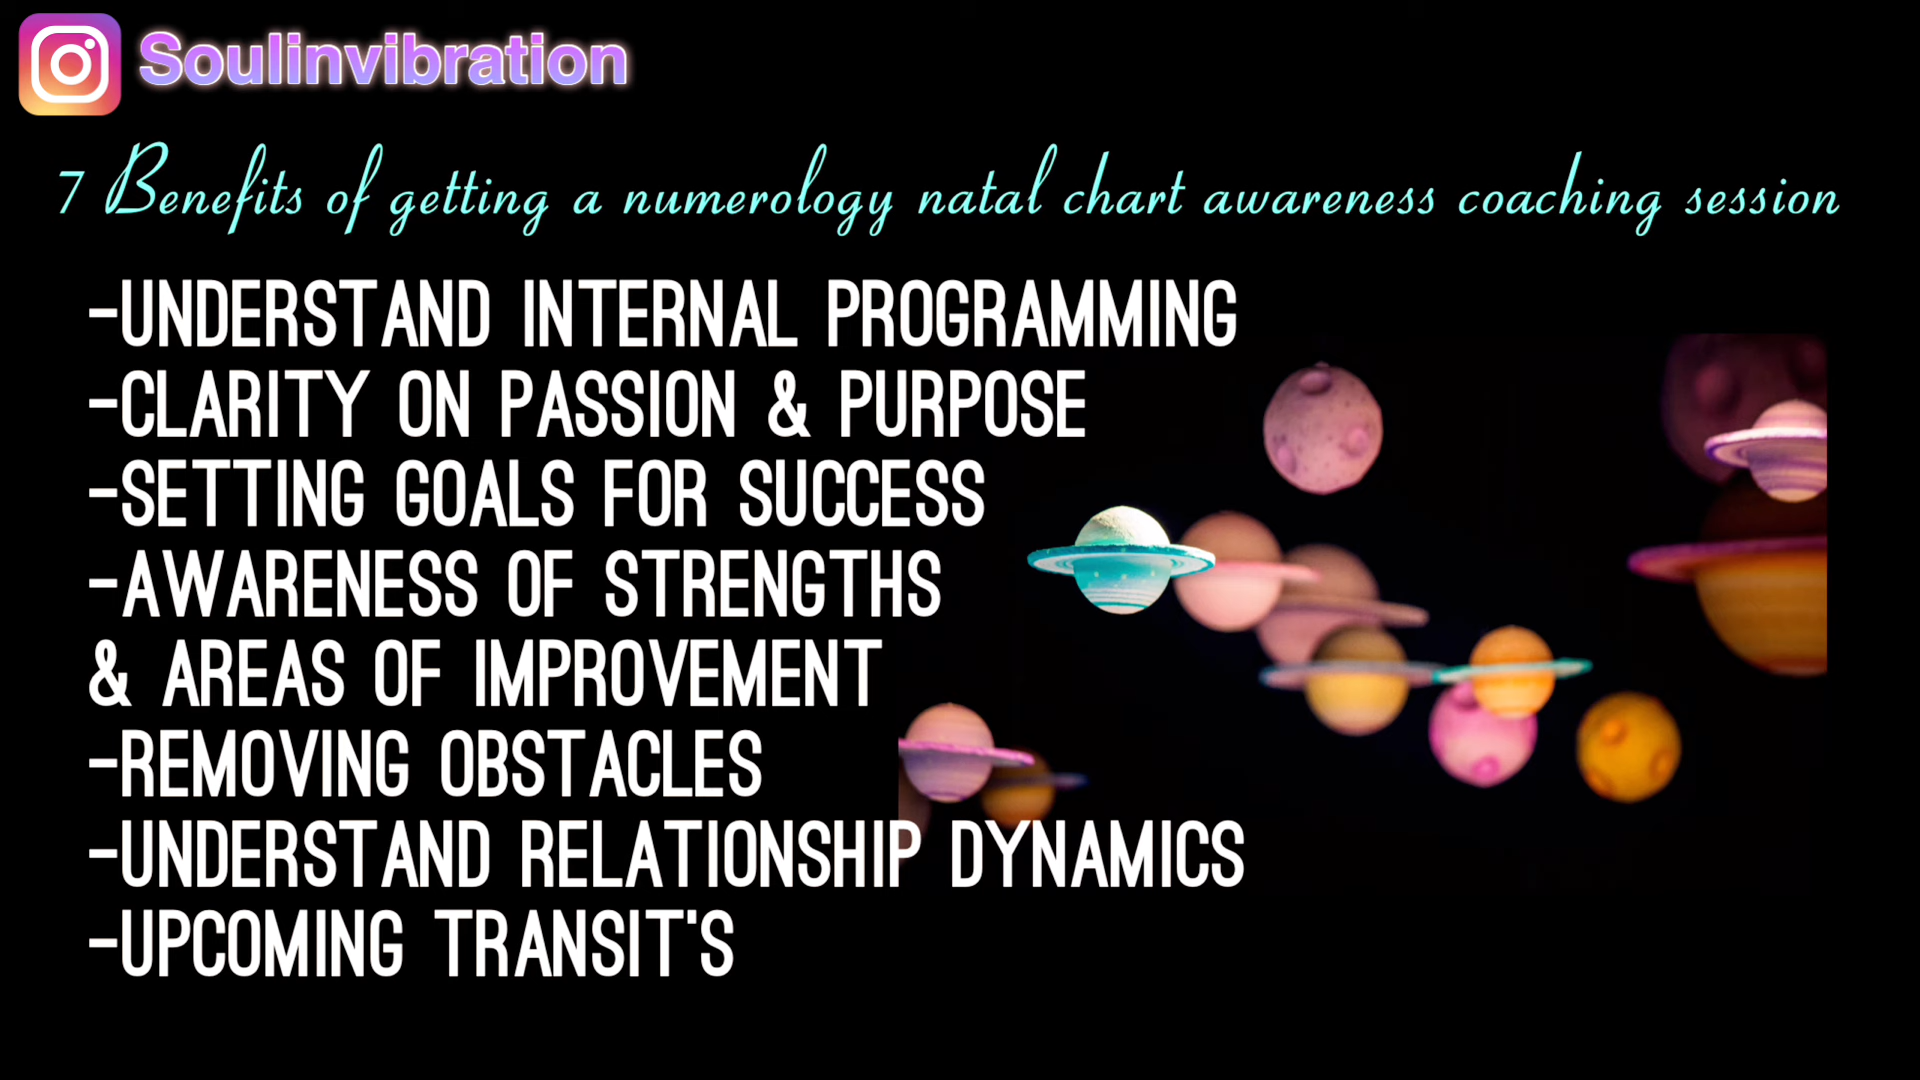 Soulinvibration
7 Benefits of getting a numerology natal chart awareness coaching session
-UNDERSTAND INTERNAL PROGRAMMING
-CLARITY ON PASSION & PURPOSE
-SETTING GOALS FOR SUCCESS
-AWARENESS OF STRENGTHS
& AREAS OF IMPROVEMENT
-REMOVING OBSTACLES
-UNDERSTAND RELATIONSHIP DYNAMICS
-UPCOMING TRANSIT'S